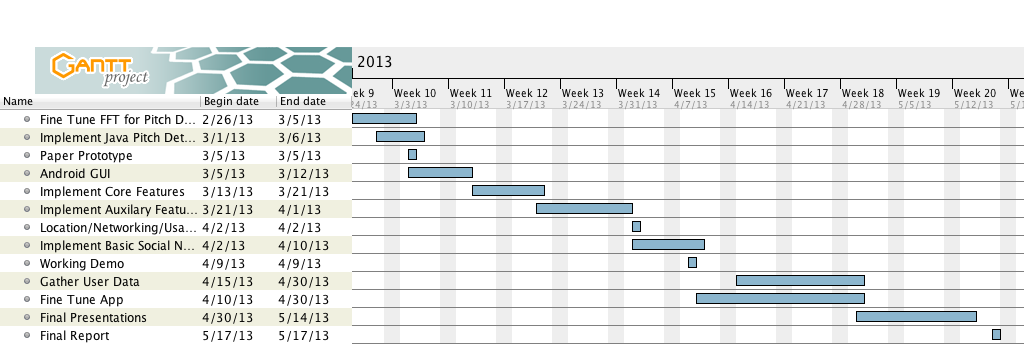 GANTT
project
2013
ek 9 Week 10 Week 11 Week 12 Week 13 Week 14 Week 15 Week 16 Week 17 Week 18 Week 19 Week 20 We
24/13 3/3/13 3/10/13 3/17/13 3/24/13 3/31/13 4/7/13 4/14/13 4/21/13 4/28/13 5/5/13 5/12/13 5/1
Name Begin date End date
Fine Tune FFT for Pitch D... 2/26/13 3/5/13
Implement Java Pitch Det... 3/1/13 3/6/13
Paper Prototype 3/5/13 3/5/13
Android GUI 3/5/13 3/12/13
Implement Core Features 3/13/13 3/21/13
Implement Auxilary Featu... 3/21/13 4/1/13
Location/Networking/Usa... 4/2/13 4/2/13
Implement Basic Social N... 4/2/13 4/10/13
Working Demo 4/9/13 4/9/13
Gather User Data 4/15/13 4/30/13
Fine Tune App 4/10/13 4/30/13
Final Presentations 4/30/13 5/14/13
Final Report 5/17/13 5/17/13